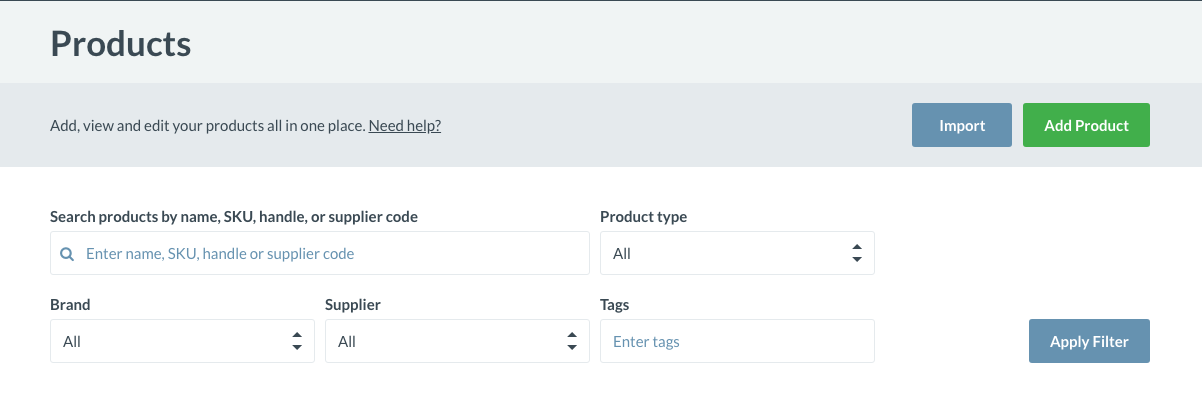 Products
Add, view and edit your products all in one place. Need help?
Import
Add Product
Search products by name, SKU, handle, or supplier code
Product type
Enter name, SKU, handle or supplier code
All
Brand
Supplier
Tags
All
All
Enter tags
Apply Filter